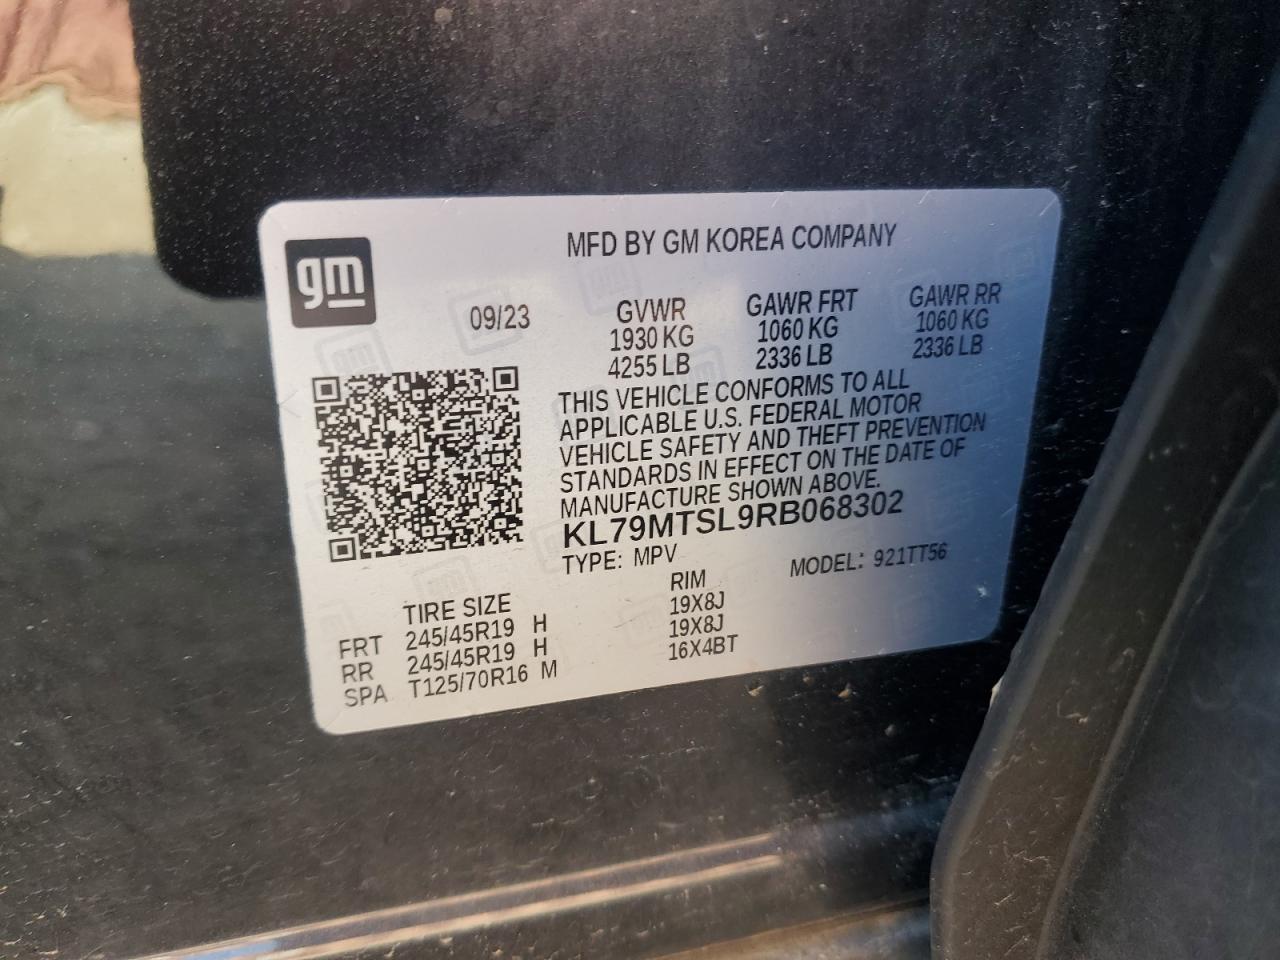 gm
MFD BY GM KOREA COMPANY
09/23
GVWR GAWR FRT GAWR RR
1930 KG 1060 KG 1060 KG
4255 LB 2336 LB 2336 LB
THIS VEHICLE CONFORMS TO ALL
APPLICABLE U.S. FEDERAL MOTOR
VEHICLE SAFETY AND THEFT PREVENTION
STANDARDS IN EFFECT ON THE DATE OF
MANUFACTURE SHOWN ABOVE.
KL79MTSL9RB068302
TYPE: MPV MODEL: 921TT56
TIRE SIZE RIM
FRT 245/45R19 H 19X8J
RR 245/45R19 H 19X8J
SPA T125/70R16 M 16X4BT